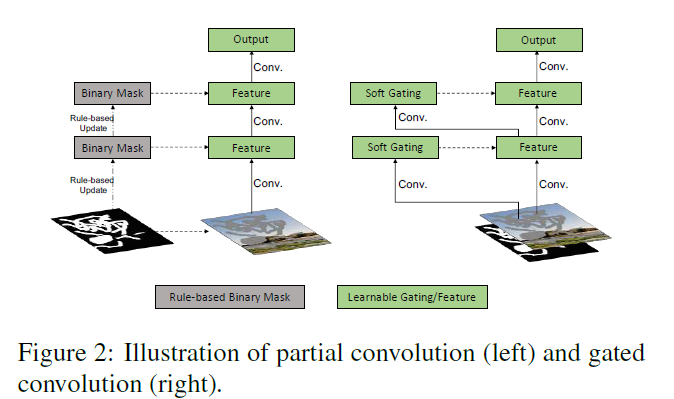 Output
Conv.
Binary Mask
Feature
Rule-based
Update
Conv.
Binary Mask
Feature
Rule-based
Update
Conv.
Output
Conv.
Soft Gating
Feature
Conv.
Conv.
Soft Gating
Feature
Conv.
Conv.
Rule-based Binary Mask
Learnable Gating/Feature
Figure 2: Illustration of partial convolution (left) and gated
convolution (right).